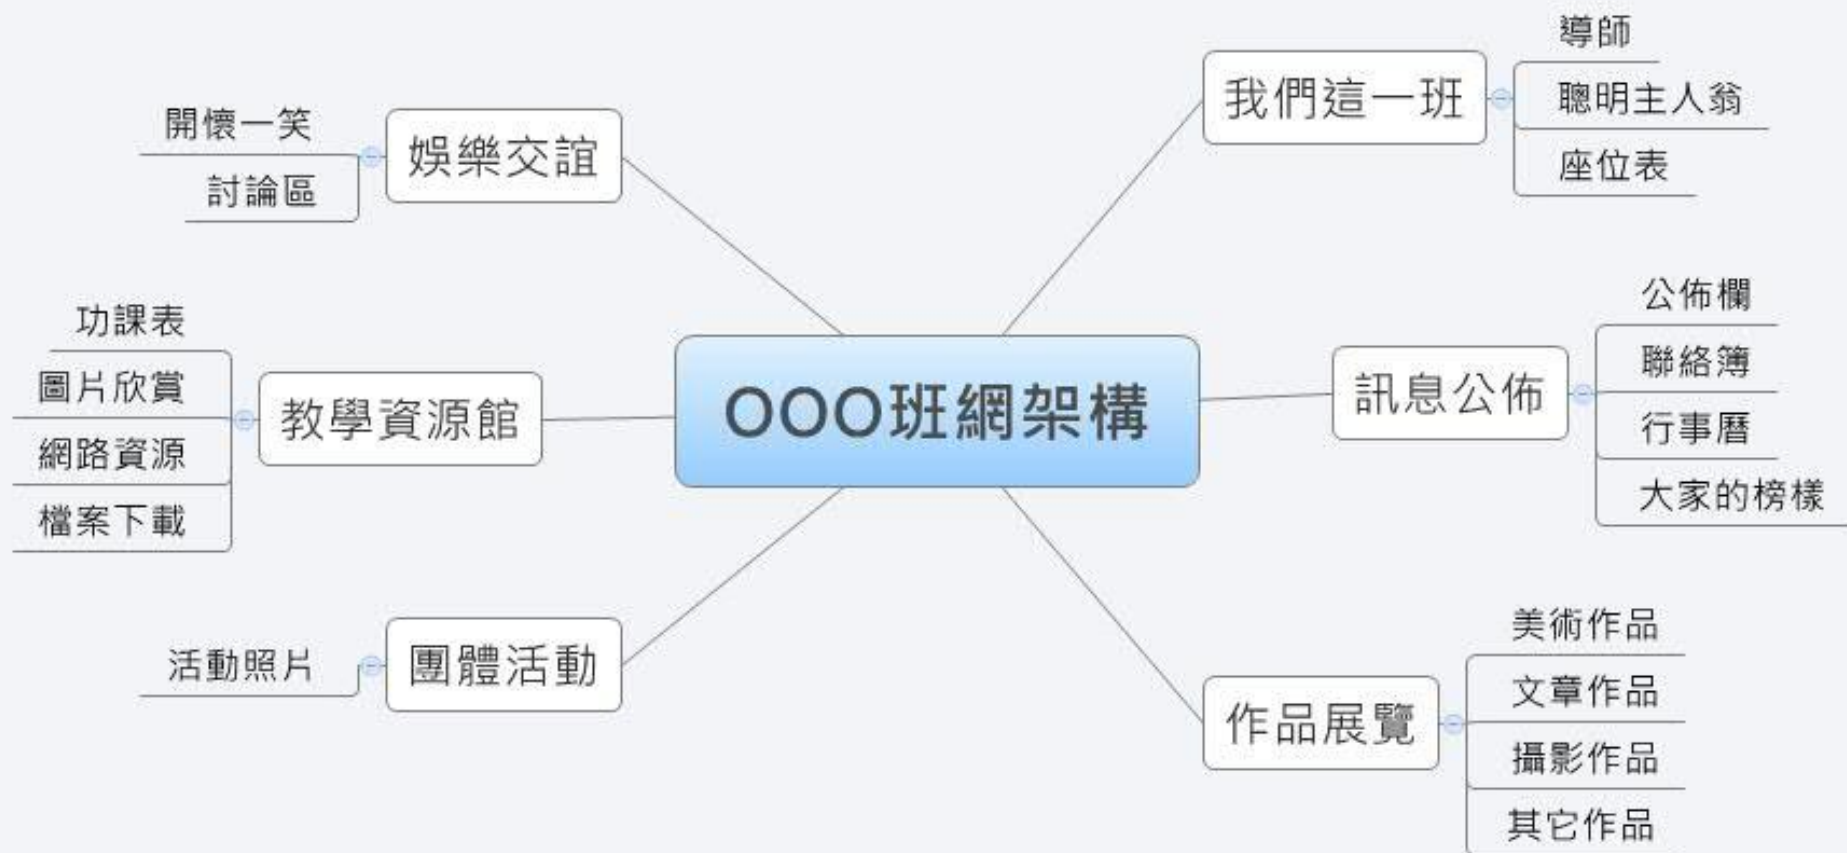 OOO班網架構
我們這一班
導師
聰明主人翁
座位表
訊息公佈
公佈欄
聯絡簿
行事曆
大家的榜樣
作品展覽
美術作品
文章作品
攝影作品
其它作品
娛樂交誼
開懷一笑
討論區
教學資源館
功課表
圖片欣賞
網路資源
檔案下載
團體活動
活動照片